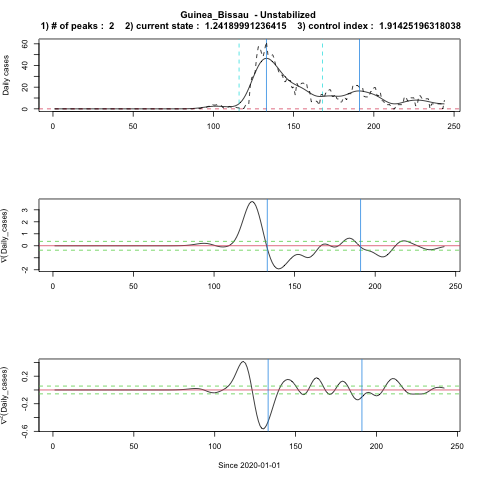 Guinea_Bissau - Unstabilized
1) # of peaks : 2 2) current state : 1.24189991236415 3) control index : 1.91425196318038
Daily cases
60
40
20
0
0 50 100 150 200 250
∇(Daily_cases)
3
2
1
0
-2
0 50 100 150 200 250
∇²(Daily_cases)
0.2
-0.2
-0.6
0 50 100 150 200 250
Since 2020-01-01